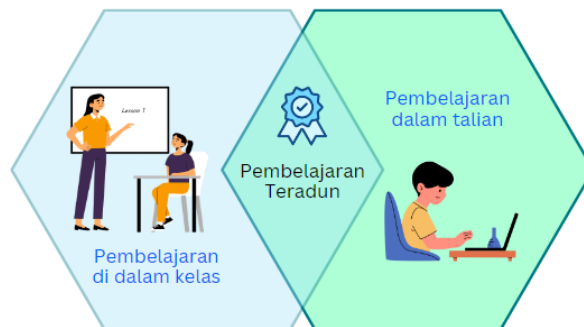 Lesson 1
Pembelajaran
di dalam kelas
Pembelajaran
Teradun
Pembelajaran
dalam talian